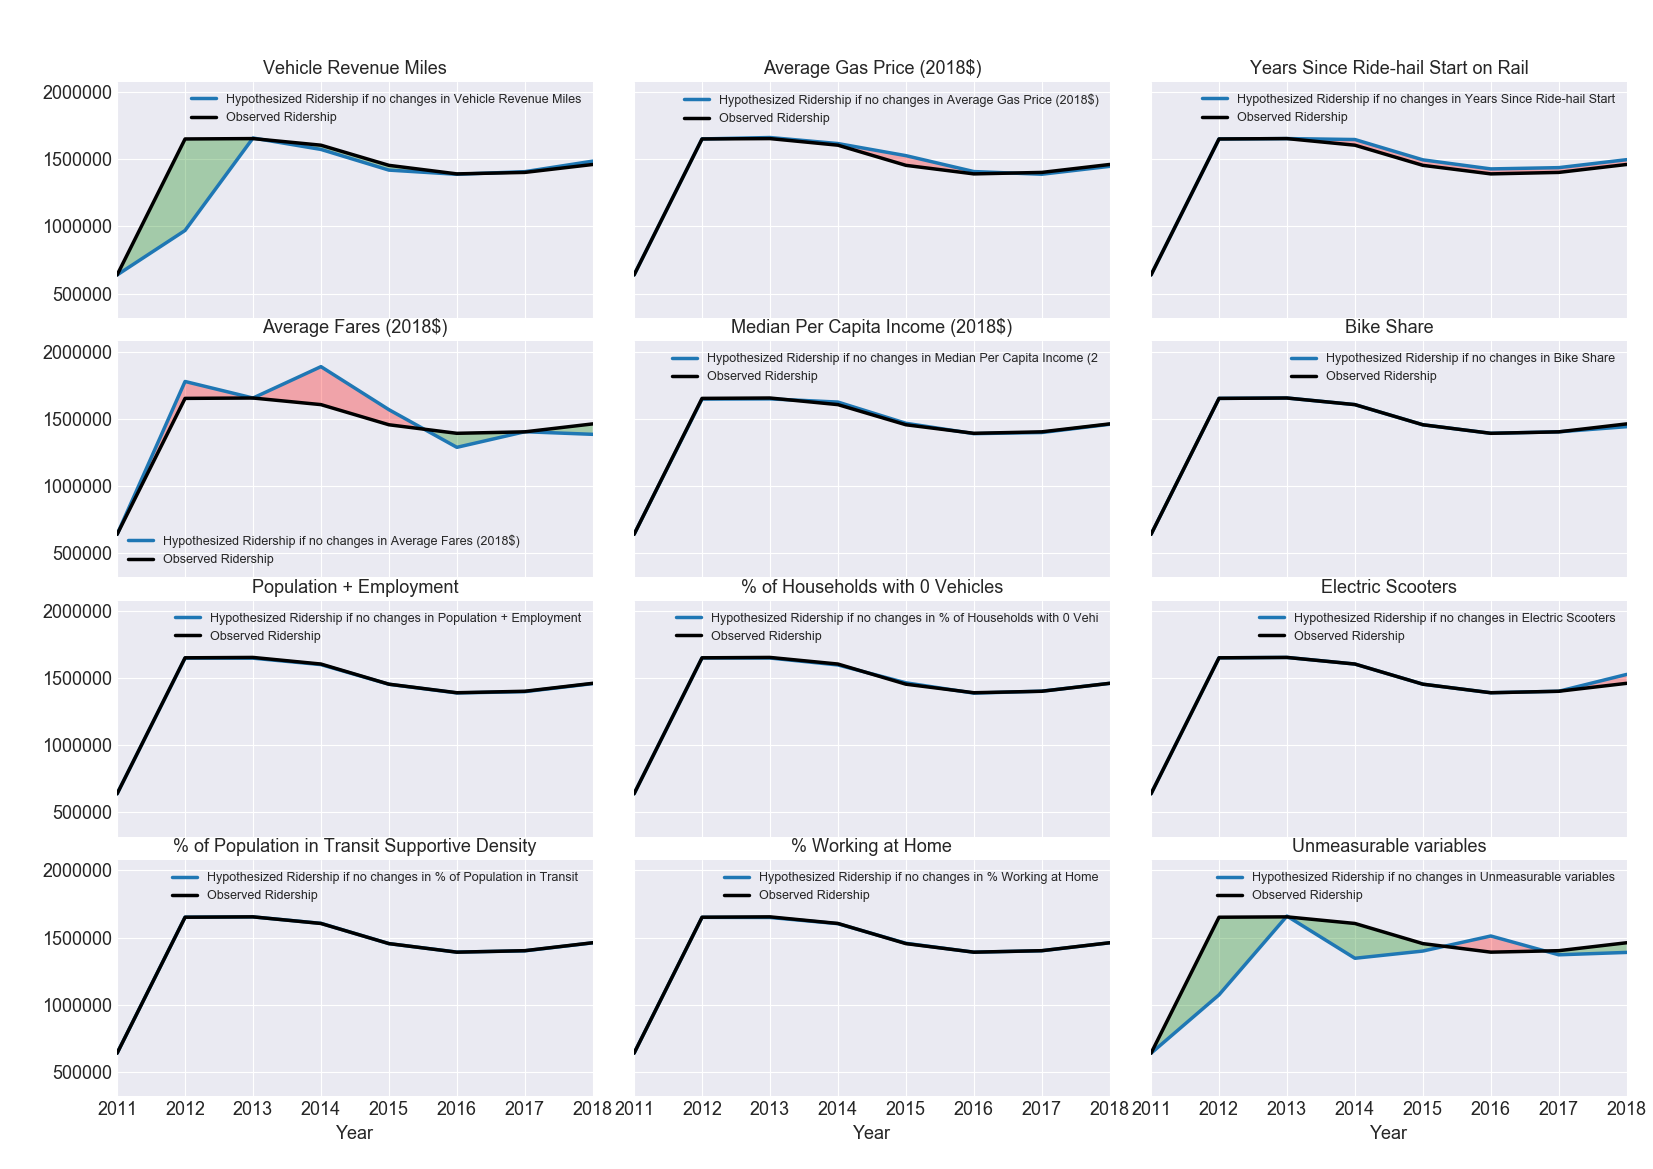 Vehicle Revenue Miles
Average Gas Price (2018$)
Years Since Ride-hail Start on Rail
2000000
1500000
1000000
500000
Hypothesized Ridership if no changes in Vehicle Revenue Miles
Observed Ridership
Hypothesized Ridership if no changes in Average Gas Price (2018$)
Observed Ridership
Hypothesized Ridership if no changes in Years Since Ride-hail Start
Observed Ridership
Average Fares (2018$)
Median Per Capita Income (2018$)
Bike Share
2000000
1500000
1000000
500000
Hypothesized Ridership if no changes in Average Fares (2018$)
Observed Ridership
Hypothesized Ridership if no changes in Median Per Capita Income (2
Observed Ridership
Hypothesized Ridership if no changes in Bike Share
Observed Ridership
Population + Employment
% of Households with 0 Vehicles
Electric Scooters
2000000
1500000
1000000
500000
Hypothesized Ridership if no changes in Population + Employment
Observed Ridership
Hypothesized Ridership if no changes in % of Households with 0 Vehi
Observed Ridership
Hypothesized Ridership if no changes in Electric Scooters
Observed Ridership
% of Population in Transit Supportive Density
% Working at Home
Unmeasurable variables
2000000
1500000
1000000
500000
Hypothesized Ridership if no changes in % of Population in Transit
Observed Ridership
Hypothesized Ridership if no changes in % Working at Home
Observed Ridership
Hypothesized Ridership if no changes in Unmeasurable variables
Observed Ridership
2011 2012 2013 2014 2015 2016 2017 2018
2011 2012 2013 2014 2015 2016 2017 2018
2011 2012 2013 2014 2015 2016 2017 2018
Year
Year
Year